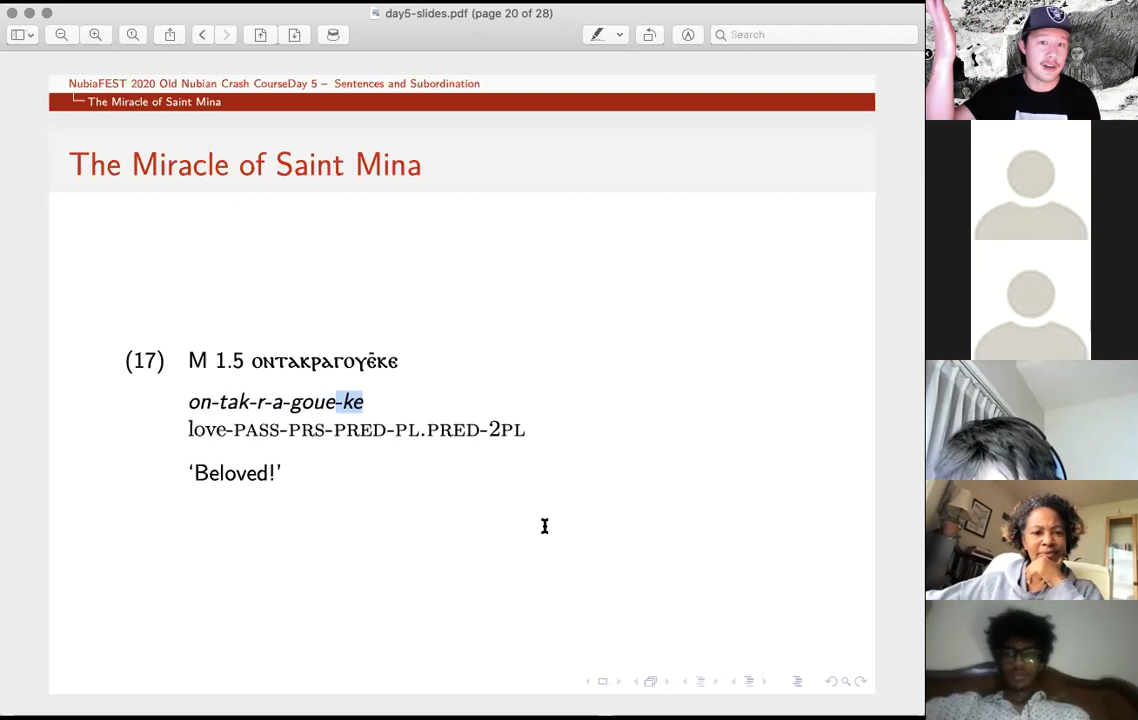 day5-slides.pdf (page 20 of 28)
Search
NubiaFEST 2020 Old Nubian Crash CourseDay 5 – Sentences and Subordination
The Miracle of Saint Mina
The Miracle of Saint Mina
(17) M 1.5 ⲟⲛⲧⲁⲕⲣⲁⲅⲟⲩⲉ̄ⲕⲉ
on-tak-r-a-goue-ke
love-PASS-PRS-PRED-PL.PRED-2PL
‘Beloved!’